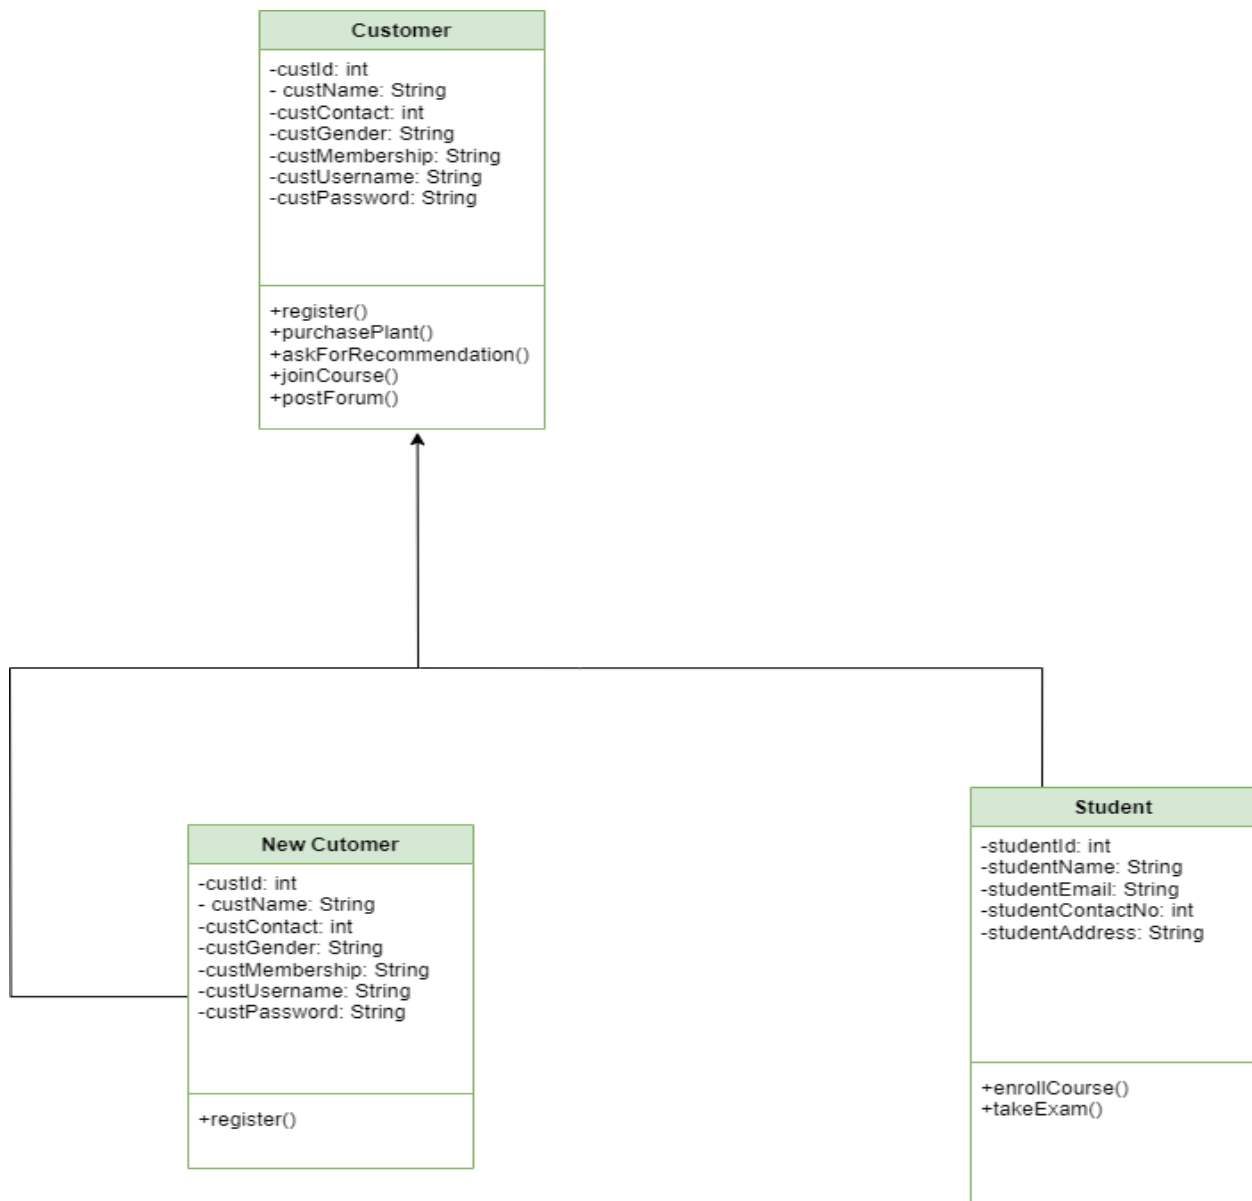 Customer
-custId: int
- custName: String
-custContact: int
-custGender: String
-custMembership: String
-custUsername: String
-custPassword: String
+register()
+purchasePlant()
+askForRecommendation()
+joinCourse()
+postForum()
New Cutomer
-custId: int
- custName: String
-custContact: int
-custGender: String
-custMembership: String
-custUsername: String
-custPassword: String
+register()
Student
-studentId: int
-studentName: String
-studentEmail: String
-studentContactNo: int
-studentAddress: String
+enrollCourse()
+takeExam()